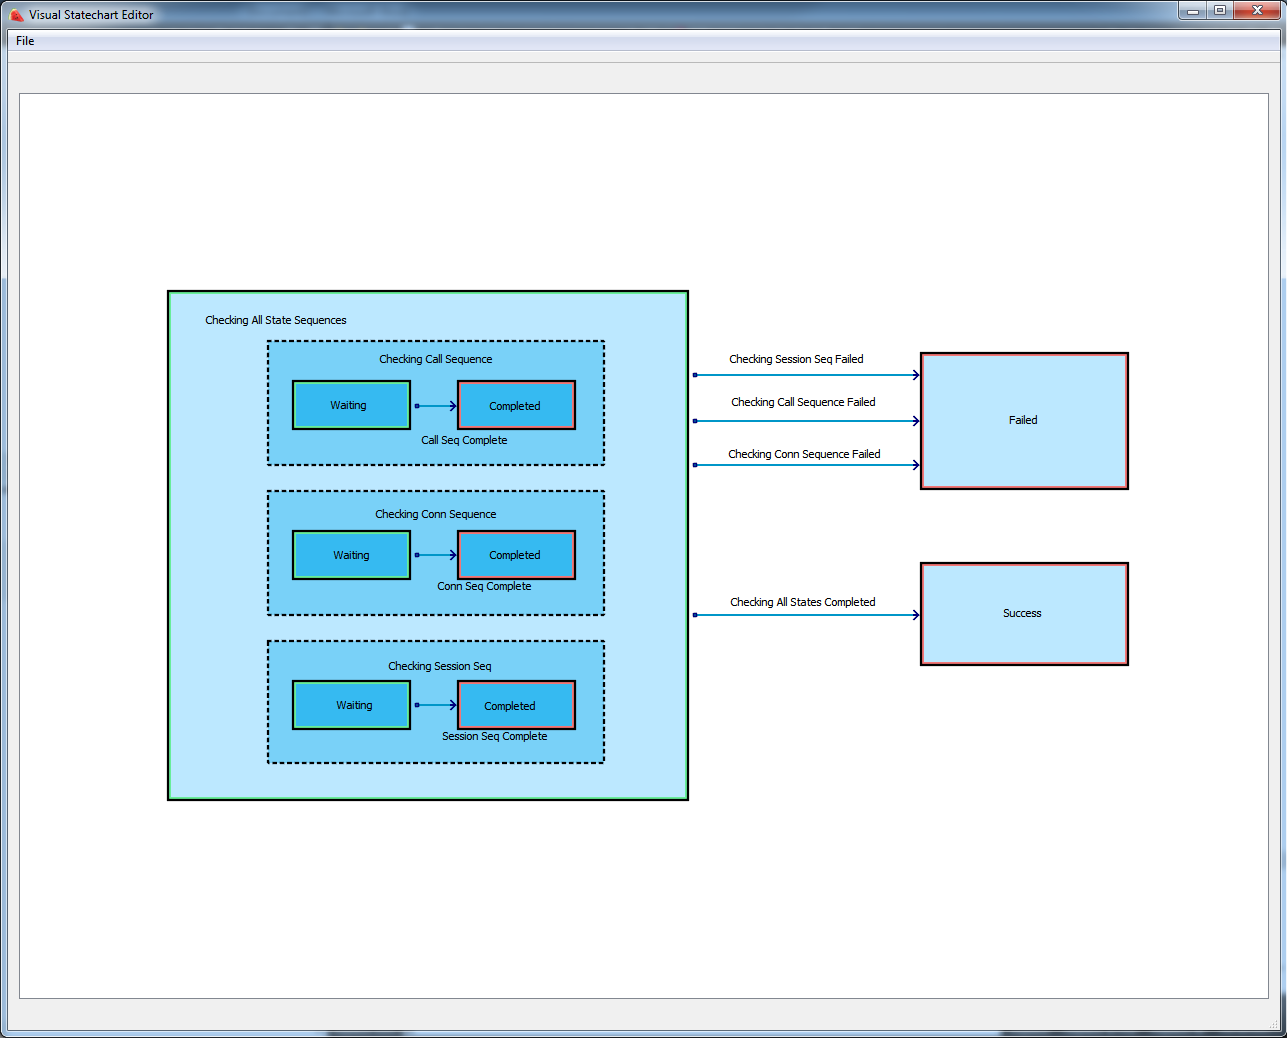 Visual Statechart Editor
File
Checking All State Sequences
Checking Call Sequence
Waiting
Completed
Call Seq Complete
Checking Conn Sequence
Waiting
Completed
Conn Seq Complete
Checking Session Seq
Waiting
Completed
Session Seq Complete
Checking Session Seq Failed
Checking Call Sequence Failed
Checking Conn Sequence Failed
Failed
Checking All States Completed
Success